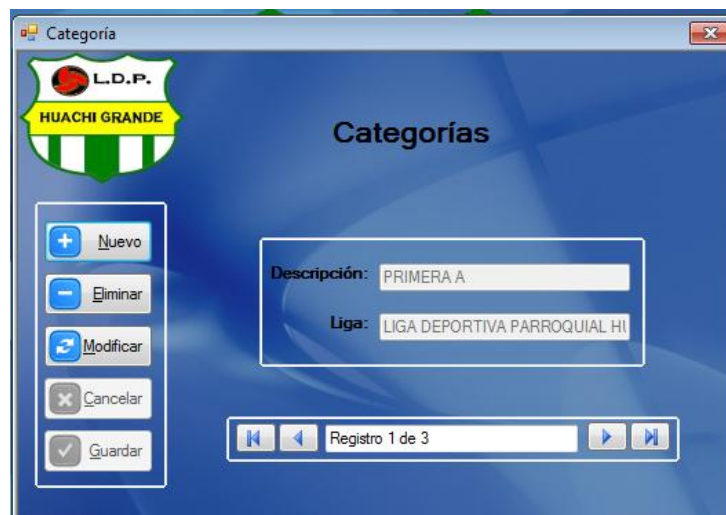 Categoría
L.D.P.
HUACHI GRANDE
Categorías
Nuevo
Eliminar
Modificar
Cancelar
Guardar
Descripción: PRIMERA A
Liga: LIGA DEPORTIVA PARROQUIAL HU
Registro 1 de 3